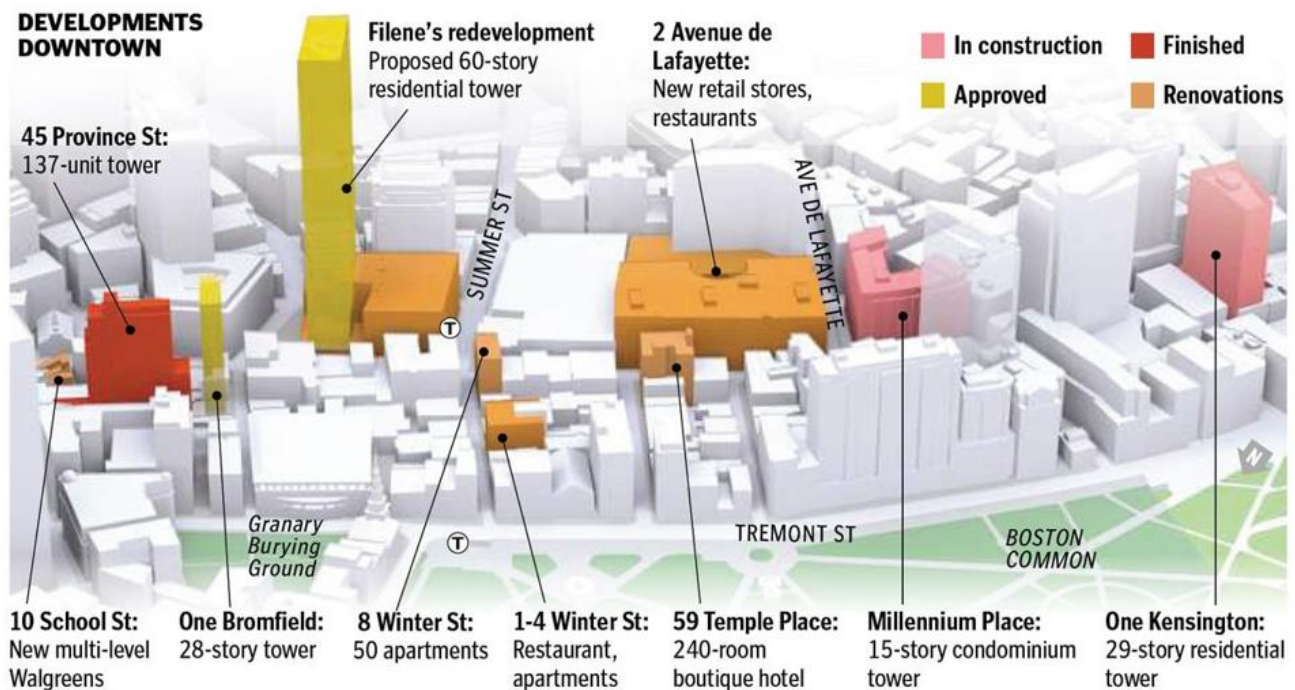 DEVELOPMENTS
DOWNTOWN
Filene's redevelopment
Proposed 60-story
residential tower
2 Avenue de
Lafayette:
New retail stores,
restaurants
In construction
Finished
Approved
Renovations
45 Province St:
137-unit tower
SUMMER ST
AVE DE LAFAYETTE
T
N
Granary
Burying
Ground
T
TREMONT ST
BOSTON
COMMON
10 School St:
New multi-level
Walgreens
One Bromfield:
28-story tower
8 Winter St:
50 apartments
1-4 Winter St:
Restaurant,
apartments
59 Temple Place:
240-room
boutique hotel
Millennium Place:
15-story condominium
tower
One Kensington:
29-story residential
tower